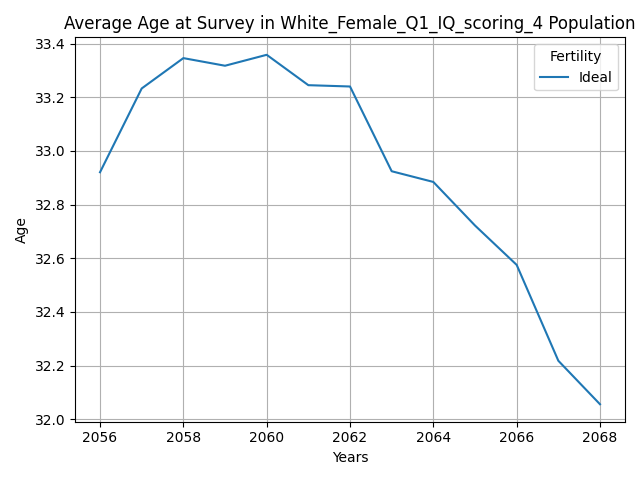 Average Age at Survey in White_Female_Q1_IQ_scoring_4 Population
33.4
33.2
33.0
32.8
32.6
32.4
32.2
32.0
Age
Fertility
Ideal
2056 2058 2060 2062 2064 2066 2068
Years